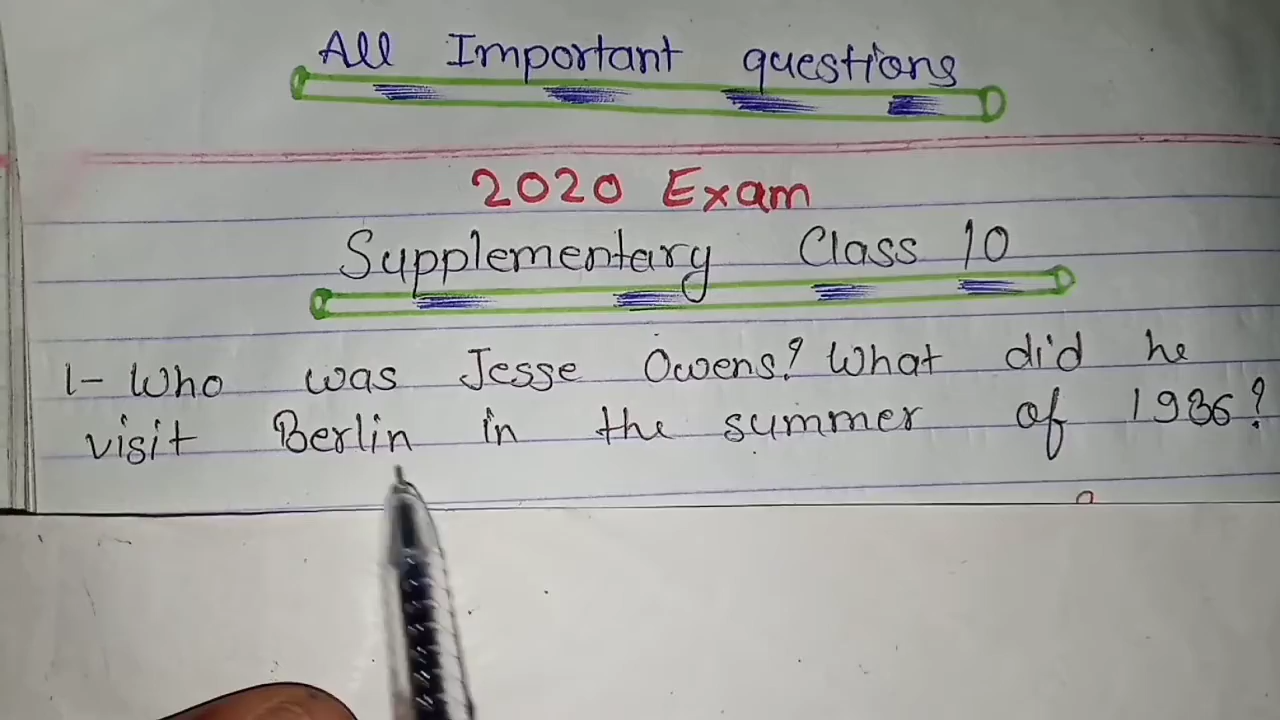 All Important questions
2020 Exam
Supplementary Class 10
1- Who was Jesse Owens? What did he
visit Berlin in the summer of 1936?